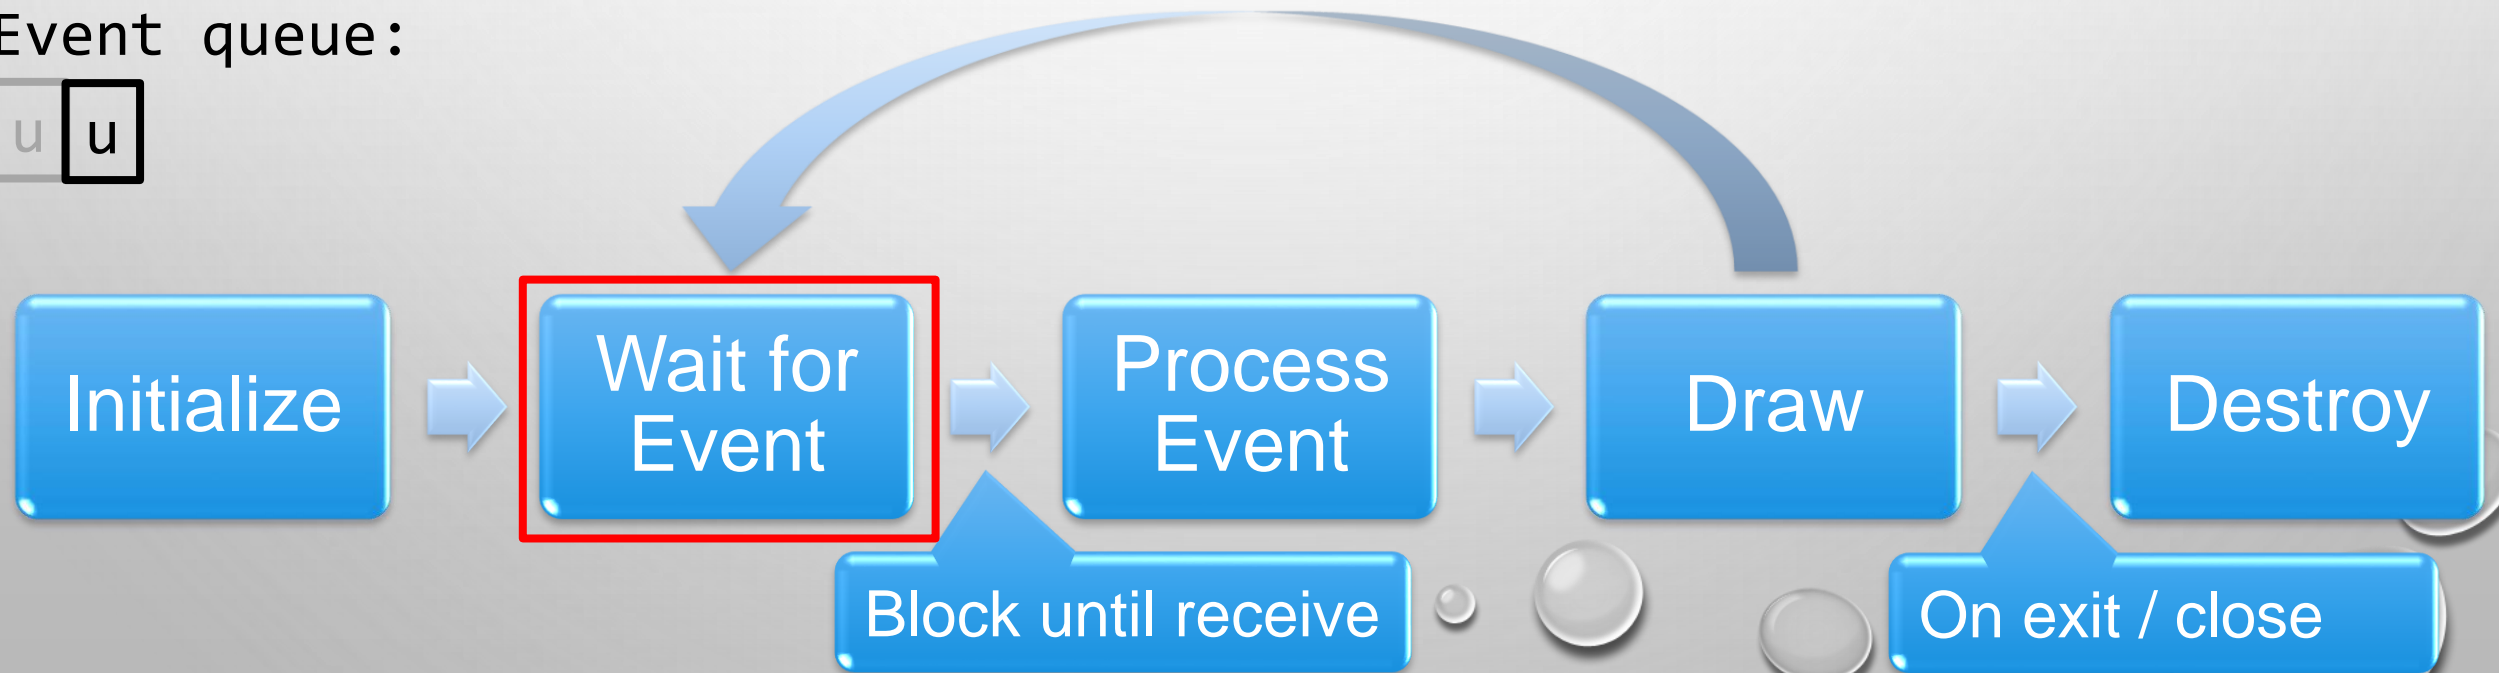 Event queue:
u u
Initialize
Wait for
Event
Process
Event
Draw
Destroy
Block until receive
On exit / close